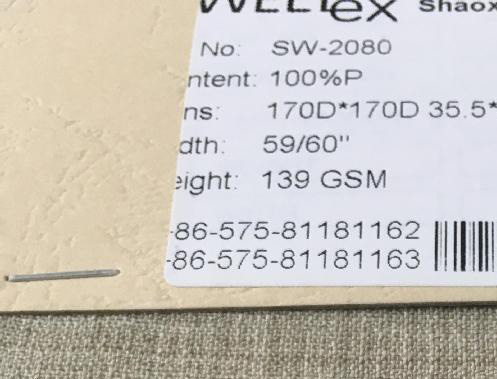 WELLTex Shaox
No: SW-2080
ntent: 100%P
ns: 170D*170D 35.5*
dth: 59/60"
eight: 139 GSM
-86-575-81181162
-86-575-81181163